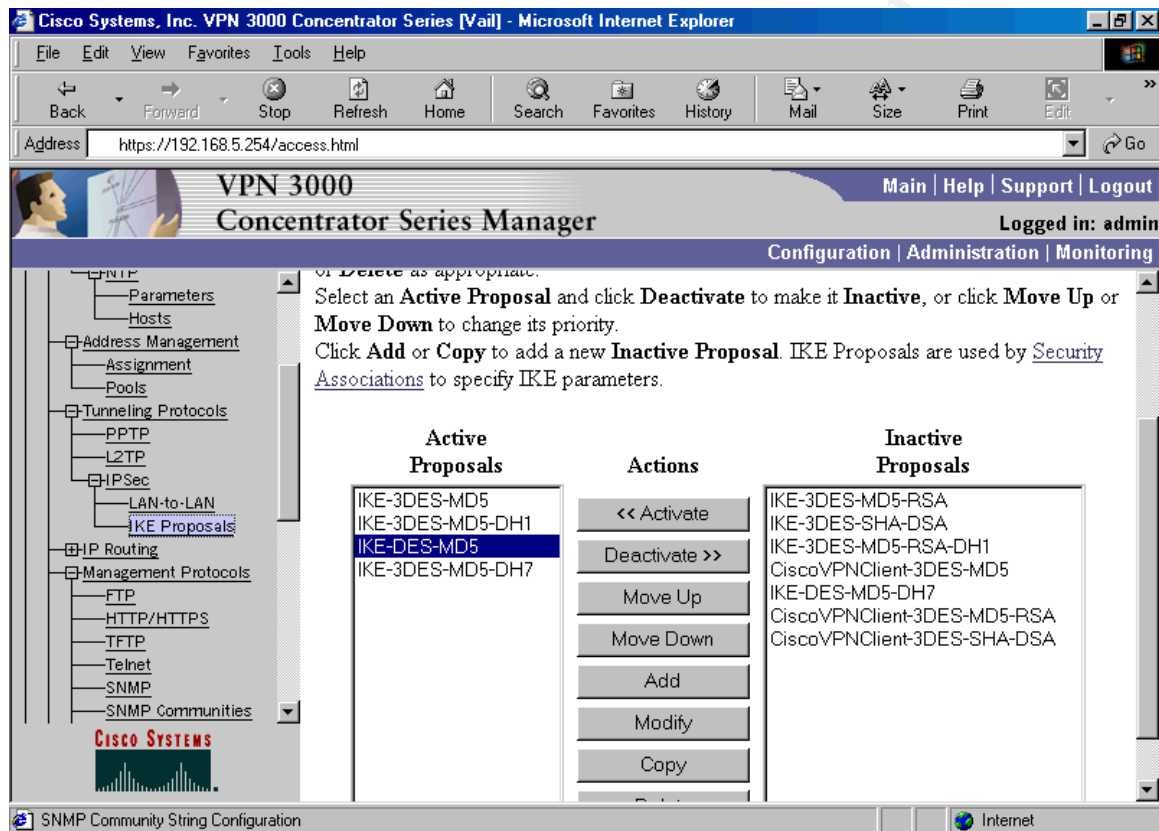 Cisco Systems, Inc. VPN 3000 Concentrator Series [Vail] - Microsoft Internet Explorer
File Edit View Favorites Tools Help
Back Forward Stop Refresh Home Search Favorites History Mail Size Print Edit »
Address https://192.168.5.254/access.html Go
VPN 3000
Concentrator Series Manager
Main | Help | Support | Logout
Logged in: admin
Configuration | Administration | Monitoring
NTP
Parameters
Hosts
Address Management
Assignment
Pools
Tunneling Protocols
PPTP
L2TP
IPSec
LAN-to-LAN
IKE Proposals
IP Routing
Management Protocols
FTP
HTTP/HTTPS
TFTP
Telnet
SNMP
SNMP Communities
CISCO SYSTEMS
or Delete as appropriate.
Select an Active Proposal and click Deactivate to make it Inactive, or click Move Up or
Move Down to change its priority.
Click Add or Copy to add a new Inactive Proposal. IKE Proposals are used by Security
Associations to specify IKE parameters.
Active
Proposals
IKE-3DES-MD5
IKE-3DES-MD5-DH1
IKE-DES-MD5
IKE-3DES-MD5-DH7
Actions
<< Activate
Deactivate >>
Move Up
Move Down
Add
Modify
Copy
Inactive
Proposals
IKE-3DES-MD5-RSA
IKE-3DES-SHA-DSA
IKE-3DES-MD5-RSA-DH1
CiscoVPNClient-3DES-MD5
IKE-DES-MD5-DH7
CiscoVPNClient-3DES-MD5-RSA
CiscoVPNClient-3DES-SHA-DSA
SNMP Community String Configuration
Internet